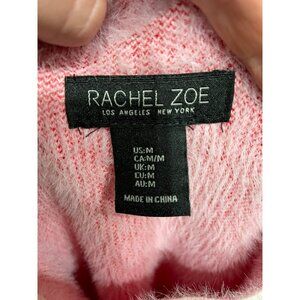 RACHEL ZOE
LOS ANGELES NEW YORK
US:M
CA:M/M
UK:M
EU:M
AU:M
MADE IN CHINA